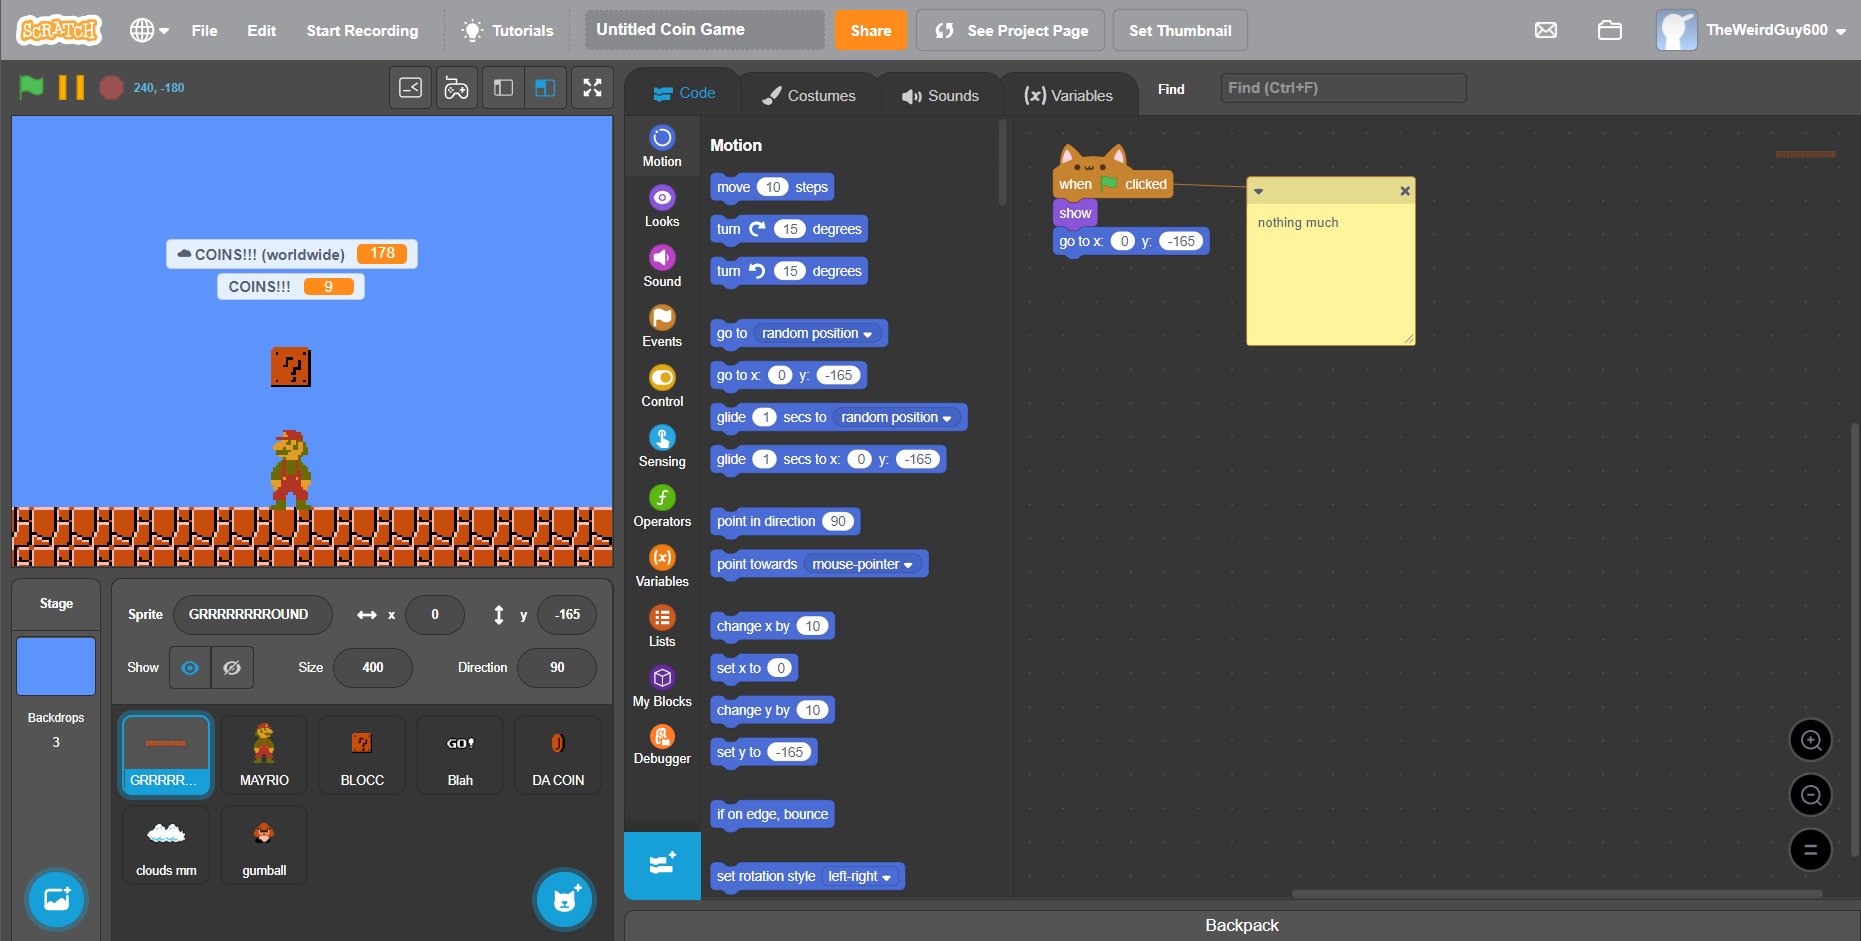 SCRATCH
File
Edit
Start Recording
Tutorials
Untitled Coin Game
Share
See Project Page
Set Thumbnail
TheWeirdGuy600
240, -180
Code
Costumes
Sounds
(x) Variables
Find
Find (Ctrl+F)
COINS!!! (worldwide) 178
COINS!!! 9
Motion
Looks
Sound
Events
Control
Sensing
Operators
(x)
Variables
Lists
My Blocks
Debugger
Motion
move 10 steps
turn 15 degrees
turn 15 degrees
go to random position
go to x: 0 y: -165
glide 1 secs to random position
glide 1 secs to x: 0 y: -165
point in direction 90
point towards mouse-pointer
change x by 10
set x to 0
change y by 10
set y to -165
if on edge, bounce
set rotation style left-right
when clicked
show
go to x: 0 y: -165
nothing much
Stage
Backdrops
3
Sprite GRRRRRRRROUND x 0 y -165
Show Size 400 Direction 90
GRRRRR...
MAYRIO
BLOCC
GO!
Blah
DA COIN
clouds mm
gumball
Backpack